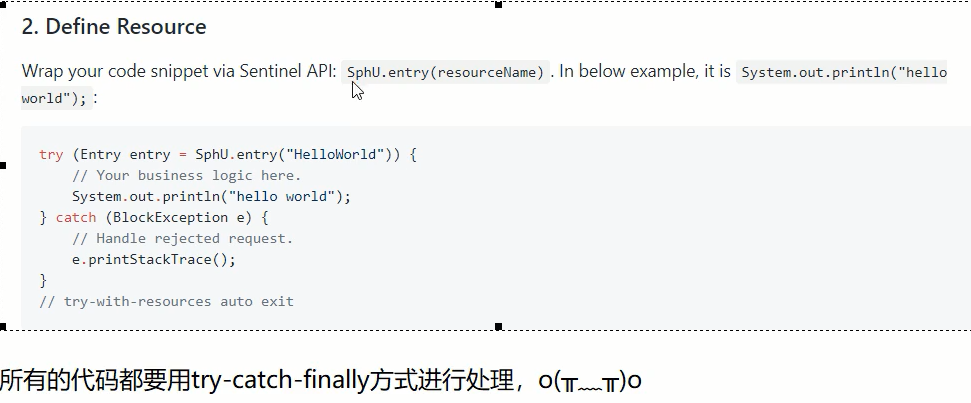 2. Define Resource
Wrap your code snippet via Sentinel API: SphU.entry(resourceName) . In below example, it is System.out.println("hello
world"); :
try (Entry entry = SphU.entry("HelloWorld")) {
    // Your business logic here.
    System.out.println("hello world");
} catch (BlockException e) {
    // Handle rejected request.
    e.printStackTrace();
}
// try-with-resources auto exit
所有的代码都要用try-catch-finally方式进行处理，o(╥﹏╥)o